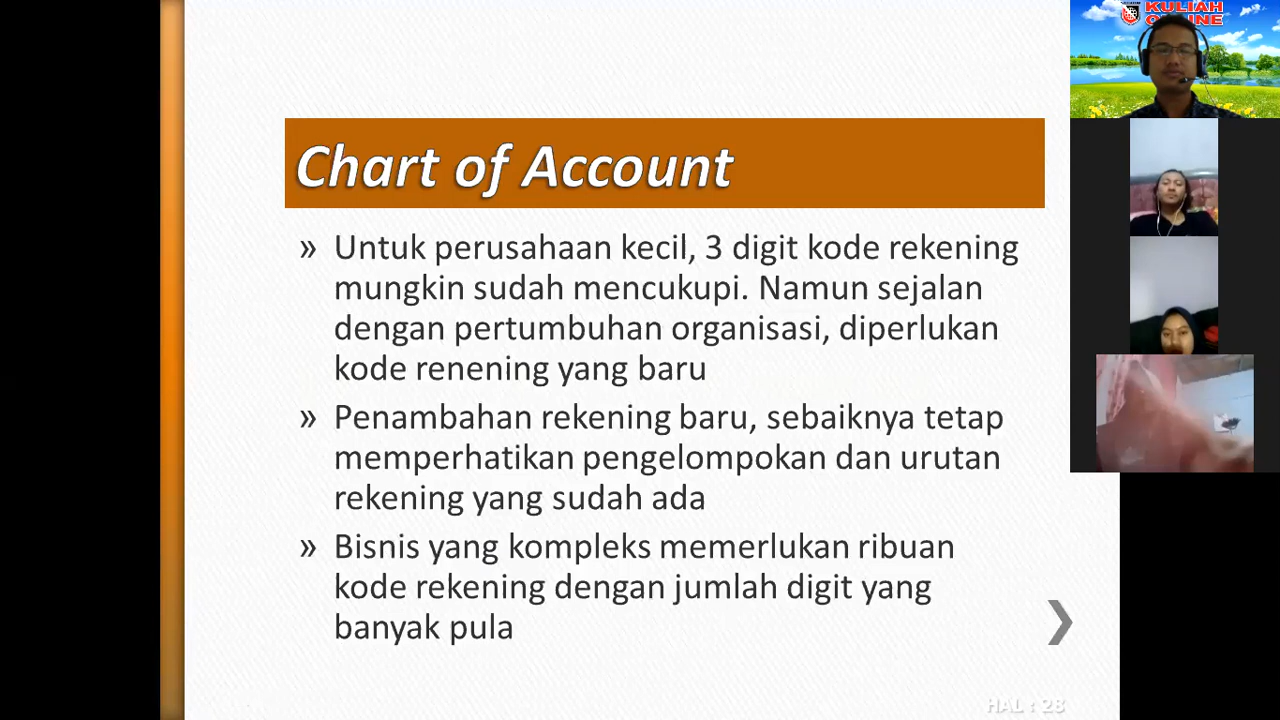 KULIAH
ONLINE
Chart of Account
» Untuk perusahaan kecil, 3 digit kode rekening
mungkin sudah mencukupi. Namun sejalan
dengan pertumbuhan organisasi, diperlukan
kode renening yang baru
» Penambahan rekening baru, sebaiknya tetap
memperhatikan pengelompokan dan urutan
rekening yang sudah ada
» Bisnis yang kompleks memerlukan ribuan
kode rekening dengan jumlah digit yang
banyak pula
HAL : 28